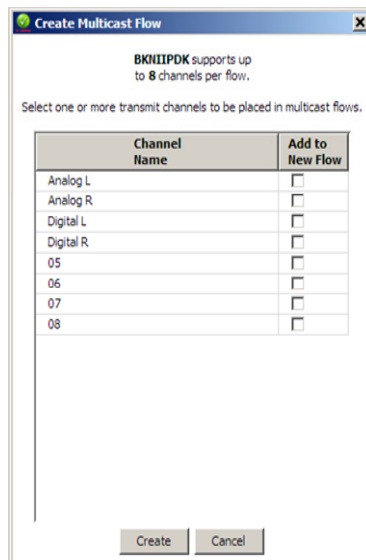 Create Multicast Flow
BKNIIPDK supports up
to 8 channels per flow.
Select one or more transmit channels to be placed in multicast flows.
Channel Name
Add to New Flow
Analog L
Analog R
Digital L
Digital R
05
06
07
08
Create
Cancel